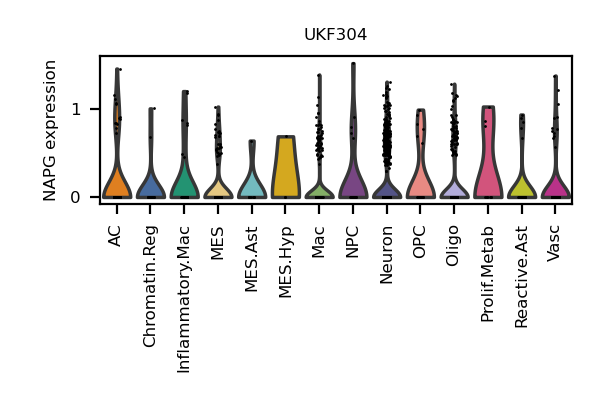 UKF304
NAPG expression
1
0
AC
Chromatin.Reg
Inflammatory.Mac
MES
MES.Ast
MES.Hyp
Mac
NPC
Neuron
OPC
Oligo
Prolif.Metab
Reactive.Ast
Vasc